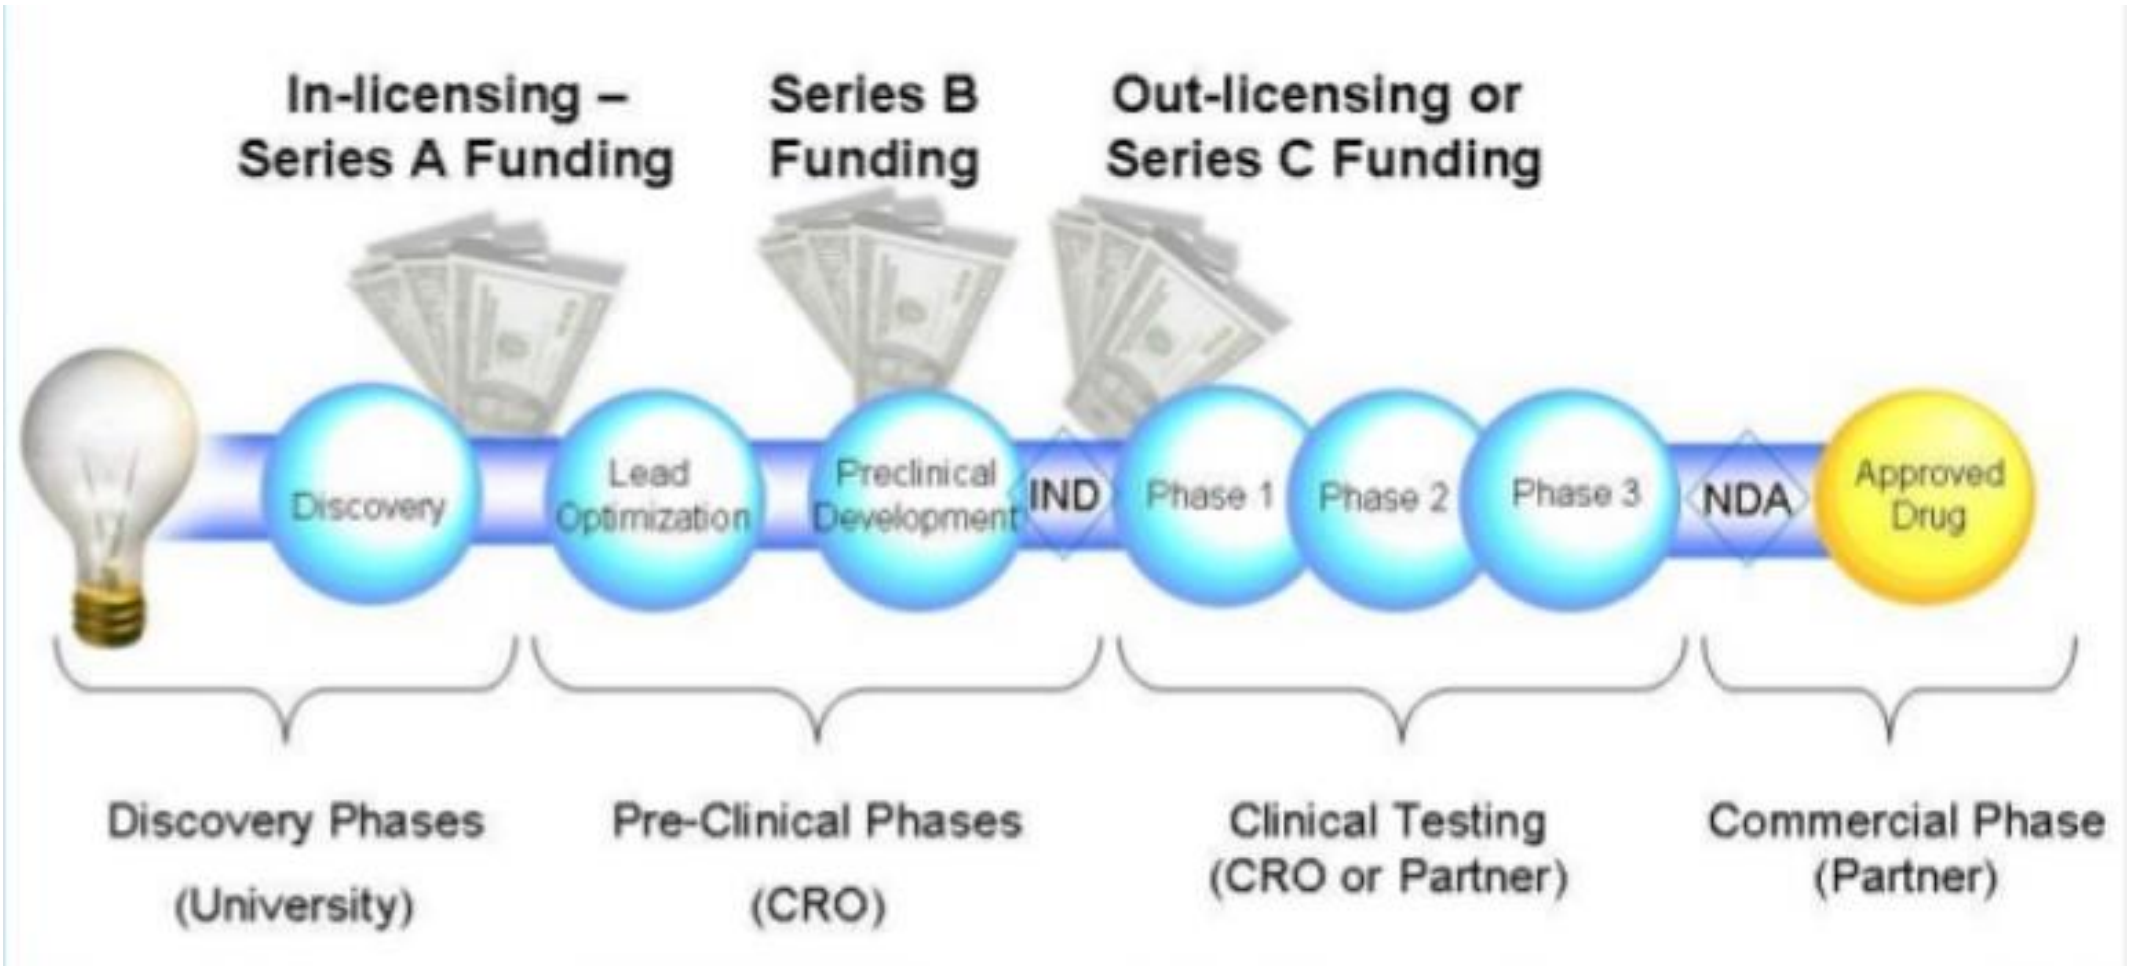 In-licensing –
Series A Funding
Series B
Funding
Out-licensing or
Series C Funding
Discovery
Lead
Optimization
Preclinical
Development
IND
Phase 1
Phase 2
Phase 3
NDA
Approved
Drug
Discovery Phases
(University)
Pre-Clinical Phases
(CRO)
Clinical Testing
(CRO or Partner)
Commercial Phase
(Partner)